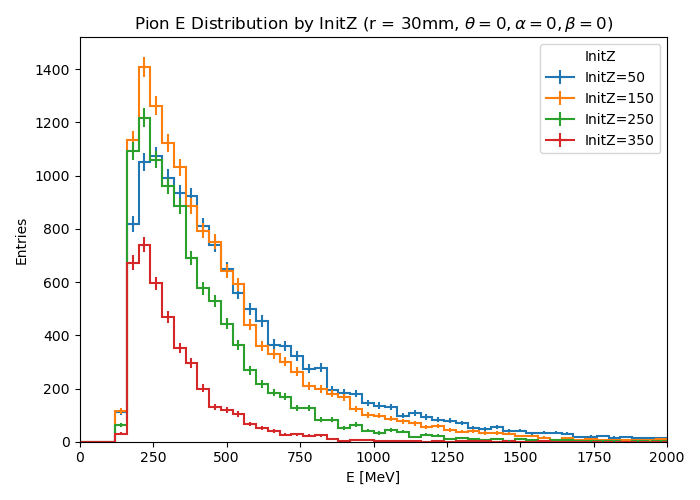 Pion E Distribution by InitZ (r = 30mm, θ = 0, α = 0, β = 0)
InitZ
InitZ=50
InitZ=150
InitZ=250
InitZ=350
Entries
1400
1200
1000
800
600
400
200
0
0 250 500 750 1000 1250 1500 1750 2000
E [MeV]